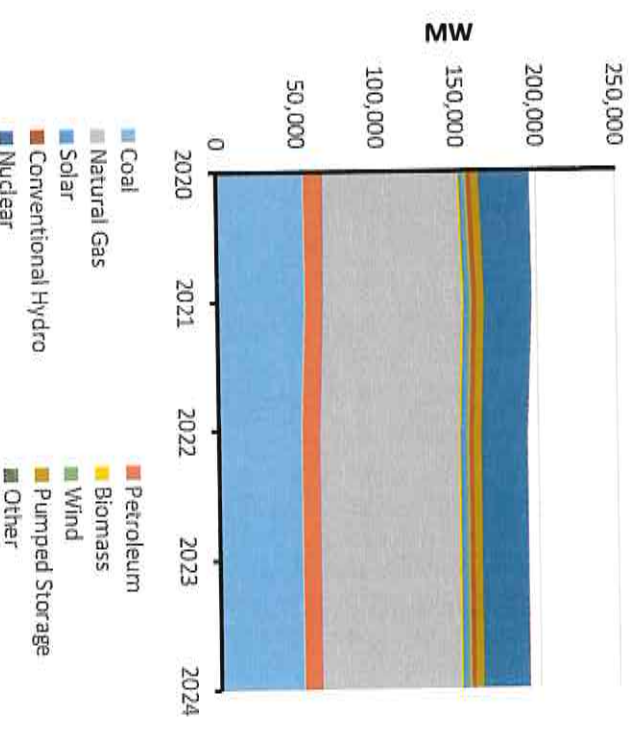 MW
250,000
200,000
150,000
100,000
50,000
0
2020 2021 2022 2023 2024
Coal Petroleum
Natural Gas Biomass
Solar Wind
Conventional Hydro Pumped Storage
Nuclear Other